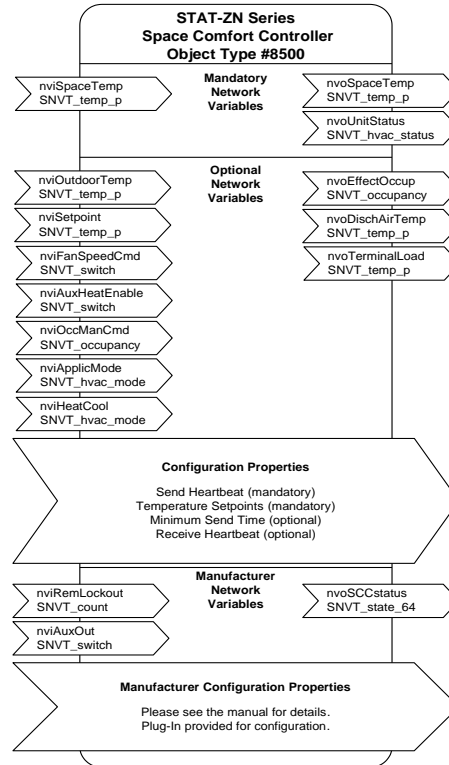 STAT-ZN Series
Space Comfort Controller
Object Type #8500
Mandatory
Network
Variables
nviSpaceTemp
SNVT_temp_p
nvoSpaceTemp
SNVT_temp_p
nvoUnitStatus
SNVT_hvac_status
Optional
Network
Variables
nviOutdoorTemp
SNVT_temp_p
nviSetpoint
SNVT_temp_p
nviFanSpeedCmd
SNVT_switch
nviAuxHeatEnable
SNVT_switch
nviOccManCmd
SNVT_occupancy
nviApplicMode
SNVT_hvac_mode
nviHeatCool
SNVT_hvac_mode
nvoEffectOccup
SNVT_occupancy
nvoDischAirTemp
SNVT_temp_p
nvoTerminalLoad
SNVT_temp_p
Configuration Properties
Send Heartbeat (mandatory)
Temperature Setpoints (mandatory)
Minimum Send Time (optional)
Receive Heartbeat (optional)
Manufacturer
Network
Variables
nviRemLockout
SNVT_count
nviAuxOut
SNVT_switch
nvoSCCstatus
SNVT_state_64
Manufacturer Configuration Properties
Please see the manual for details.
Plug-In provided for configuration.